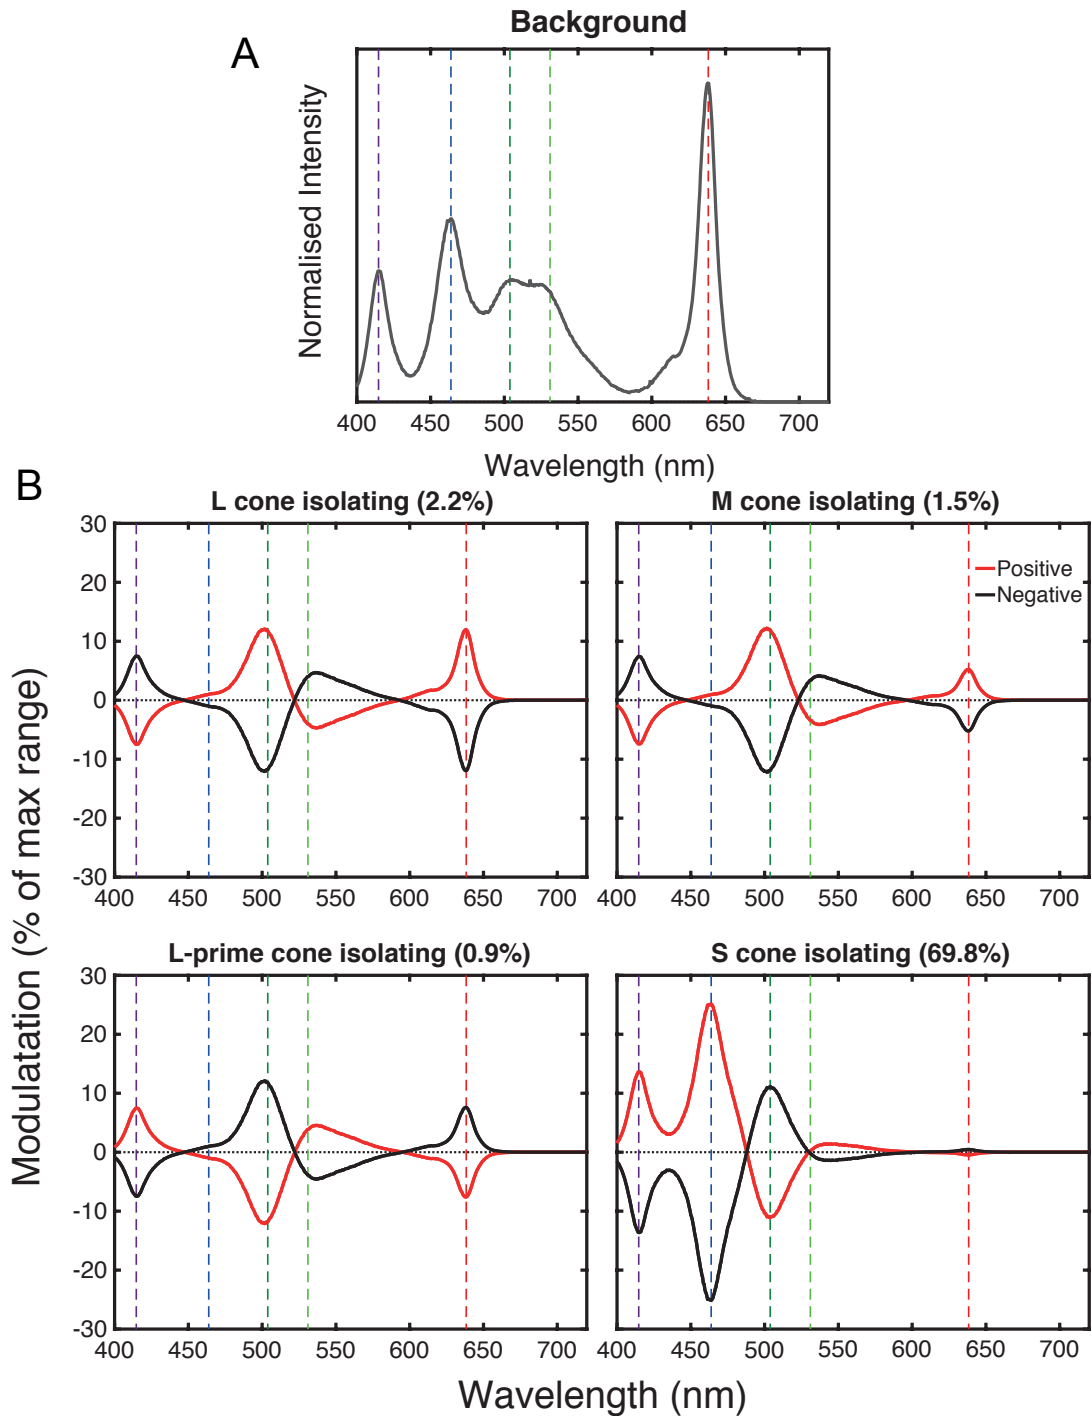 Background
A
Normalised Intensity
400 450 500 550 600 650 700
Wavelength (nm)
B
L cone isolating (2.2%)
M cone isolating (1.5%)
30
20
10
0
-10
-20
-30
Positive
Negative
400 450 500 550 600 650 700
400 450 500 550 600 650 700
Modulatation (% of max range)
L-prime cone isolating (0.9%)
S cone isolating (69.8%)
30
20
10
0
-10
-20
-30
400 450 500 550 600 650 700
400 450 500 550 600 650 700
Wavelength (nm)